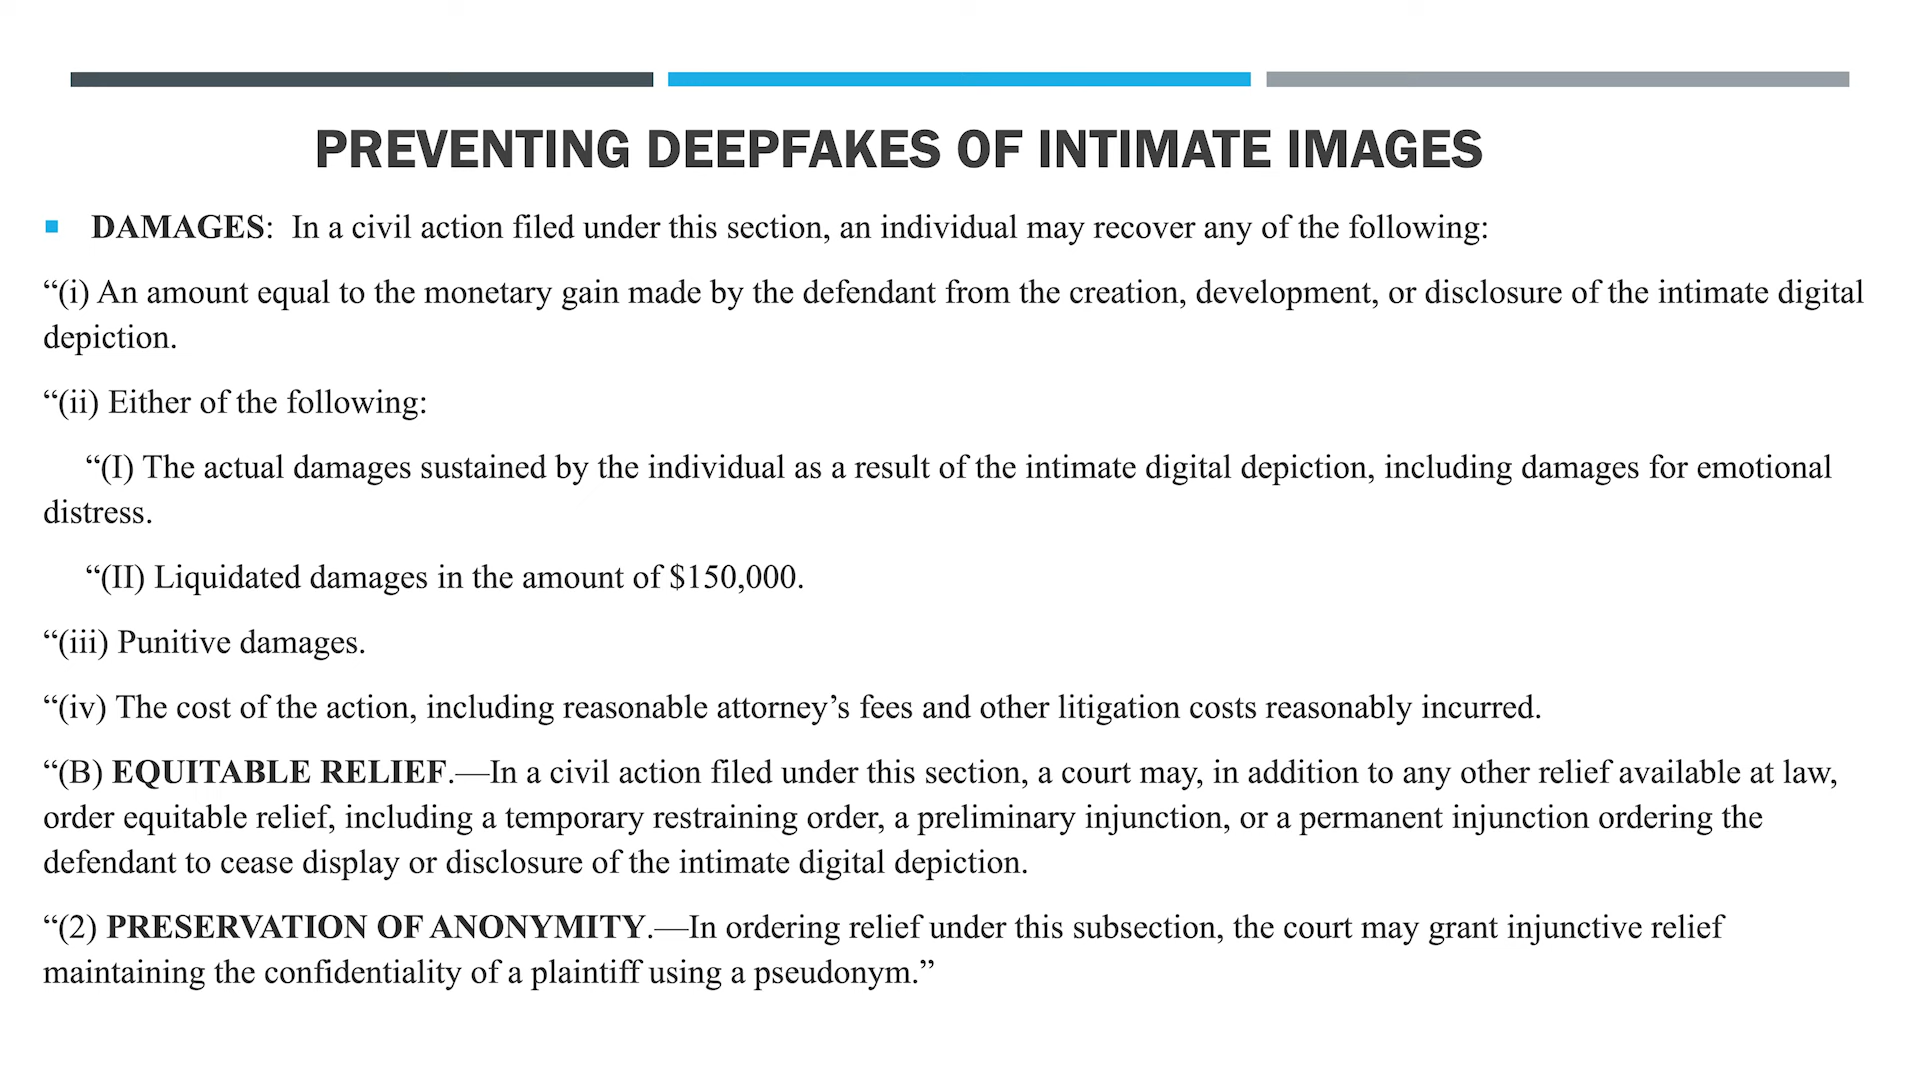 PREVENTING DEEPFAKES OF INTIMATE IMAGES
▪ DAMAGES:  In a civil action filed under this section, an individual may recover any of the following:
“(i) An amount equal to the monetary gain made by the defendant from the creation, development, or disclosure of the intimate digital
depiction.
“(ii) Either of the following:
“(I) The actual damages sustained by the individual as a result of the intimate digital depiction, including damages for emotional
distress.
“(II) Liquidated damages in the amount of $150,000.
“(iii) Punitive damages.
“(iv) The cost of the action, including reasonable attorney’s fees and other litigation costs reasonably incurred.
“(B) EQUITABLE RELIEF.—In a civil action filed under this section, a court may, in addition to any other relief available at law,
order equitable relief, including a temporary restraining order, a preliminary injunction, or a permanent injunction ordering the
defendant to cease display or disclosure of the intimate digital depiction.
“(2) PRESERVATION OF ANONYMITY.—In ordering relief under this subsection, the court may grant injunctive relief
maintaining the confidentiality of a plaintiff using a pseudonym.”